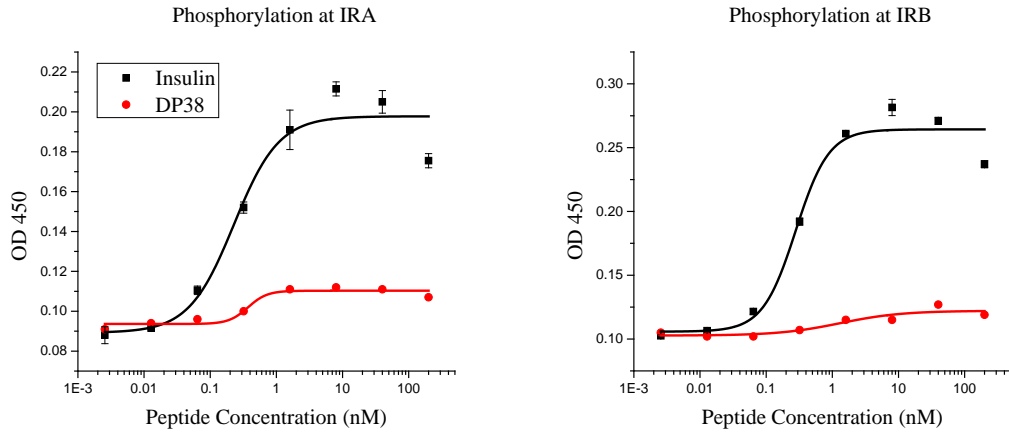 Phosphorylation at IRA
0.22
0.20
0.18
0.16
0.14
0.12
0.10
0.08
OD 450
Insulin
DP38
1E-3 0.01 0.1 1 10 100
Peptide Concentration (nM)
Phosphorylation at IRB
0.30
0.25
0.20
0.15
0.10
OD 450
1E-3 0.01 0.1 1 10 100
Peptide Concentration (nM)